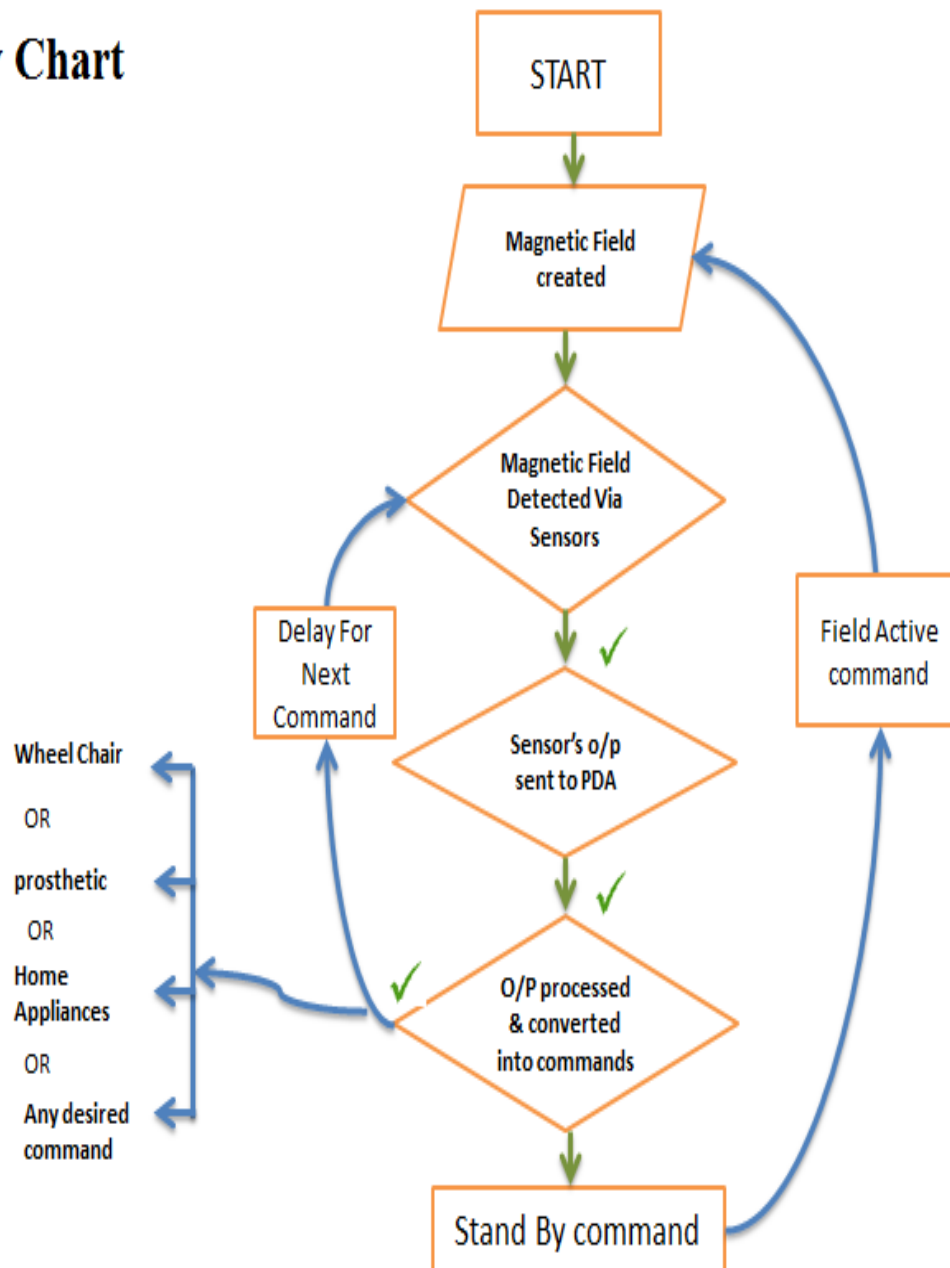 Chart
START
Magnetic Field
created
Magnetic Field
Detected Via
Sensors
Delay For
Next
Command
Field Active
command
Sensor's o/p
sent to PDA
Wheel Chair
OR
prosthetic
OR
Home
Appliances
OR
Any desired
command
O/P processed
& converted
into commands
Stand By command